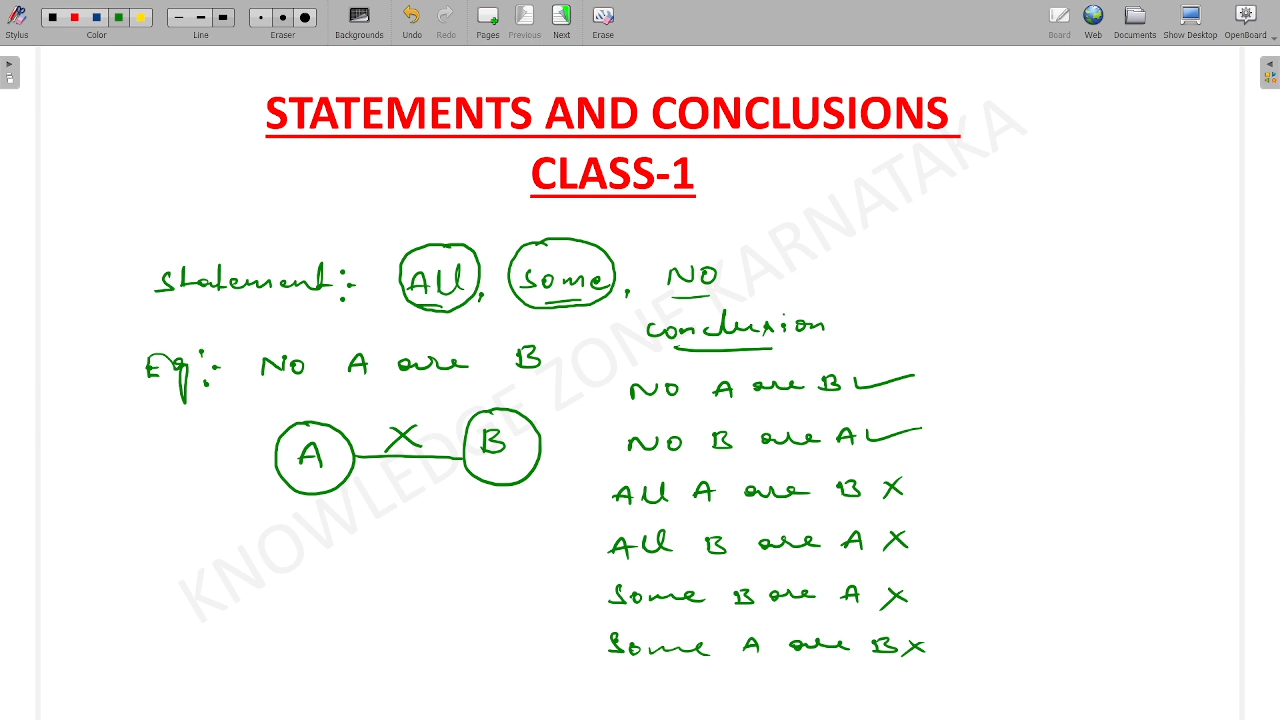 Stylus Color Line Eraser Backgrounds Undo Redo Pages Previous Next Erase Board Web Documents Show Desktop OpenBoard
STATEMENTS AND CONCLUSIONS
CLASS-1
Statement:- All, Some, NO
Conclusion
Eg:- NO A are B
NO A are B ✓
A X B
NO B are A ✓
All A are B X
All B are A X
Some B are A X
Some A are B X
KNOWLEDGE ZONE KARNATAKA